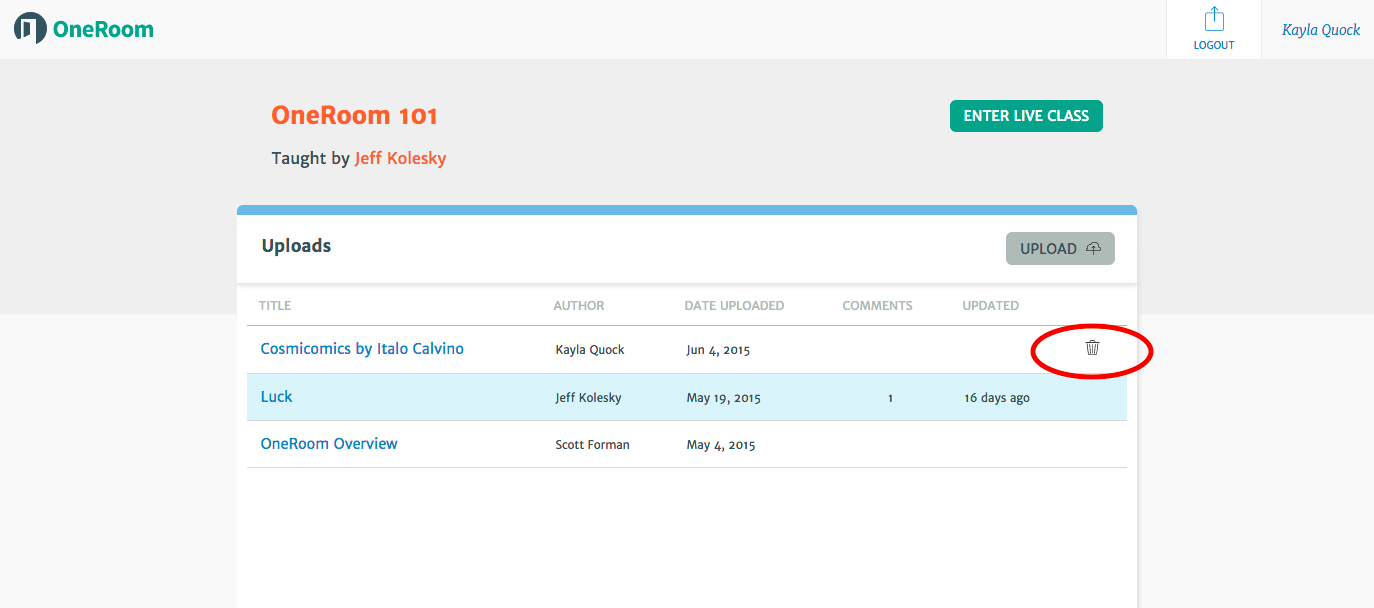 OneRoom
LOGOUT
Kayla Quock
OneRoom 101
ENTER LIVE CLASS
Taught by Jeff Kolesky
Uploads
UPLOAD
TITLE AUTHOR DATE UPLOADED COMMENTS UPDATED
Cosmicomics by Italo Calvino Kayla Quock Jun 4, 2015
Luck Jeff Kolesky May 19, 2015 1 16 days ago
OneRoom Overview Scott Forman May 4, 2015